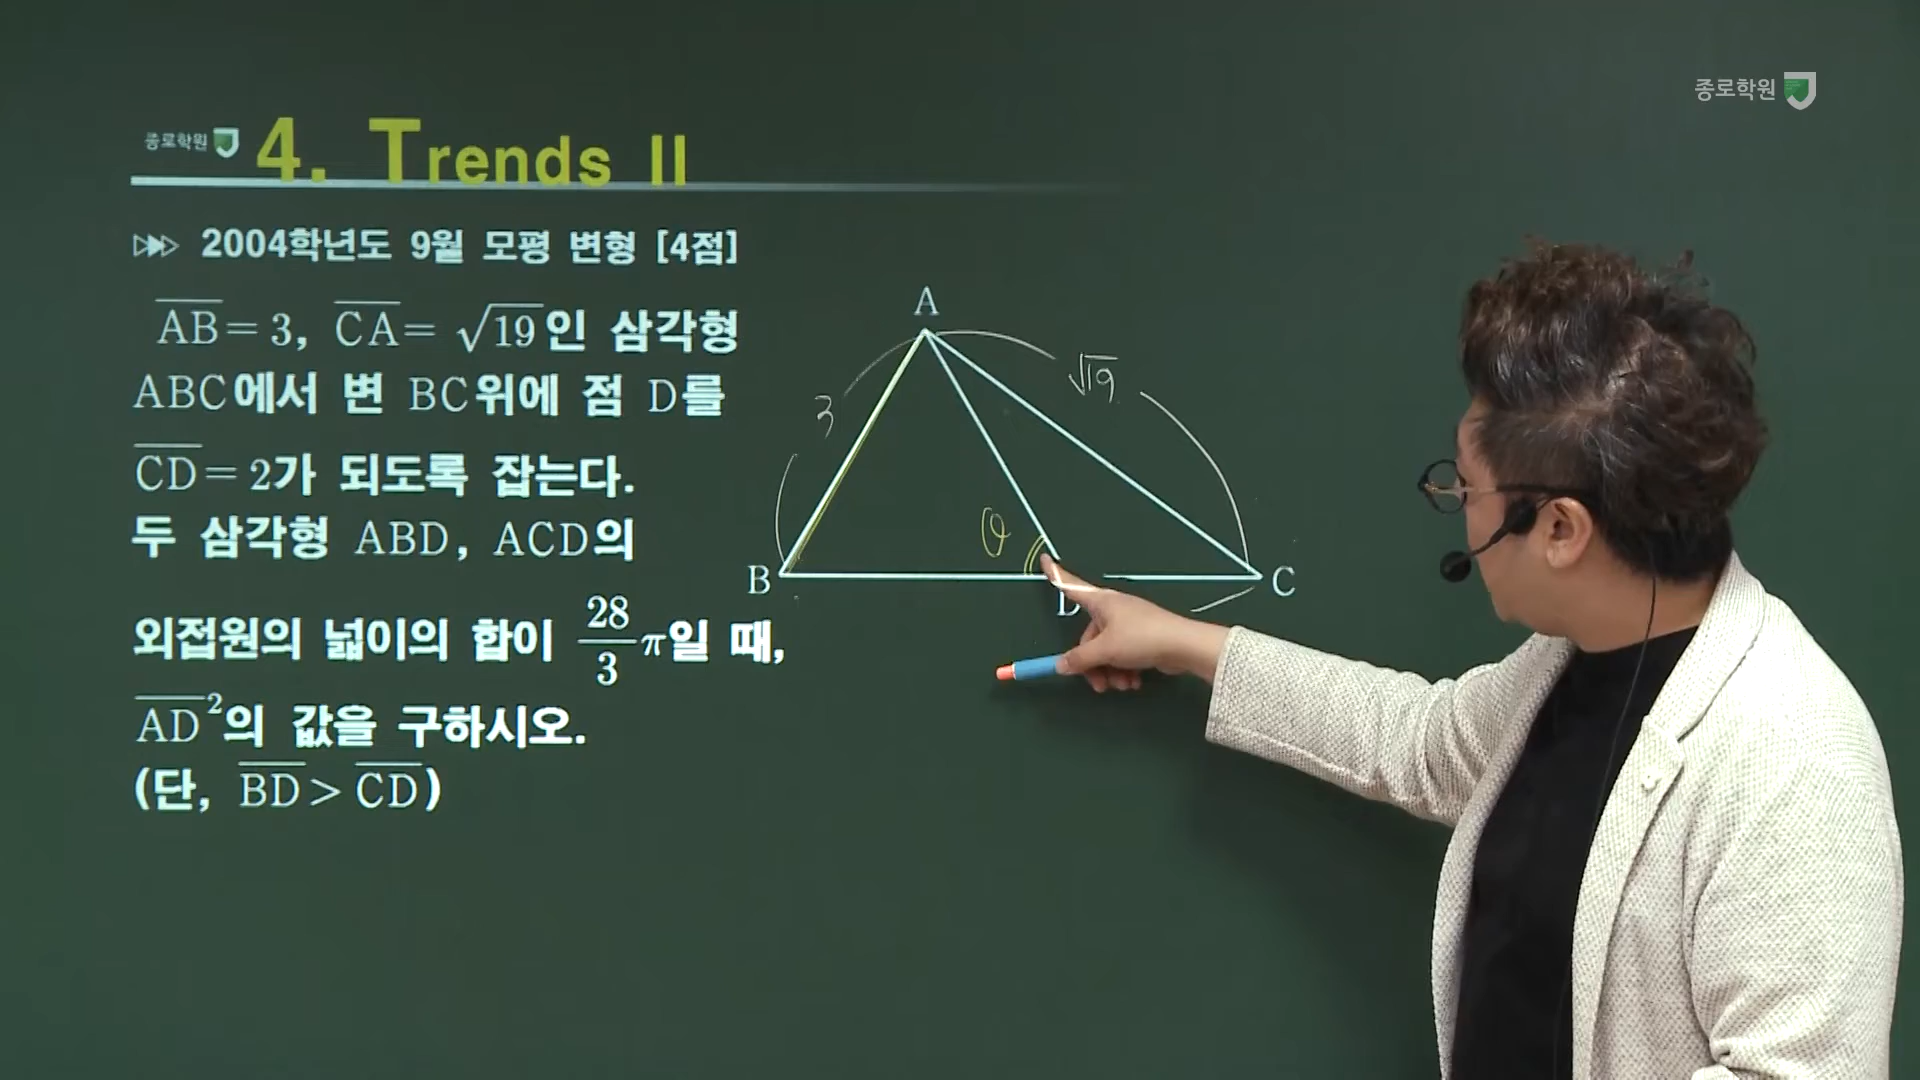 종로학원
종로학원 4. Trends II
2004학년도 9월 모평 변형 [4점]
AB = 3, CA = √19인 삼각형
ABC에서 변 BC위에 점 D를
CD = 2가 되도록 잡는다.
두 삼각형 ABD, ACD의
외접원의 넓이의 합이 28/3 π일 때,
AD²의 값을 구하시오.
(단, BD > CD)
A
√19
3
θ
B
D
C